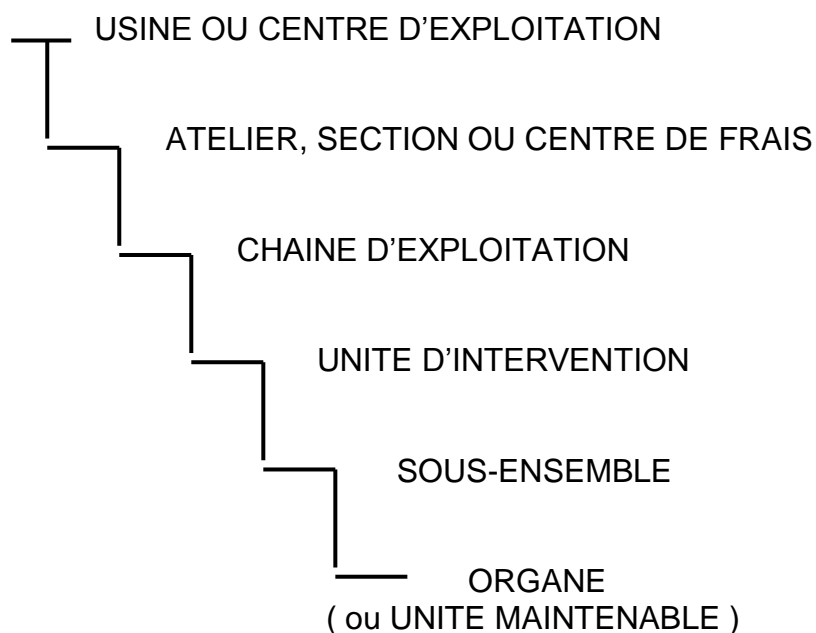 USINE OU CENTRE D’EXPLOITATION
ATELIER, SECTION OU CENTRE DE FRAIS
CHAINE D’EXPLOITATION
UNITE D’INTERVENTION
SOUS-ENSEMBLE
ORGANE
( ou UNITE MAINTENABLE )